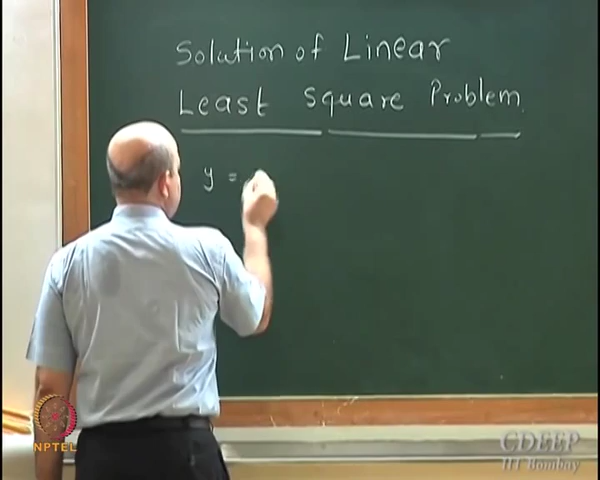 Solution of Linear
Least Square Problem
y =
NPTEL
CDEEP
IIT Bombay